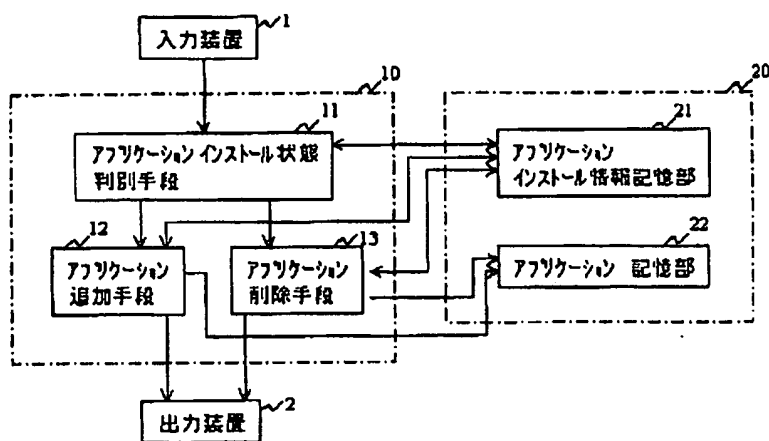 1
入力装置
10
20
11
アプリケーションインストール状態
判別手段
21
アプリケーション
インストール情報記憶部
12
アプリケーション
追加手段
13
アプリケーション
削除手段
22
アプリケーション 記憶部
出力装置
2